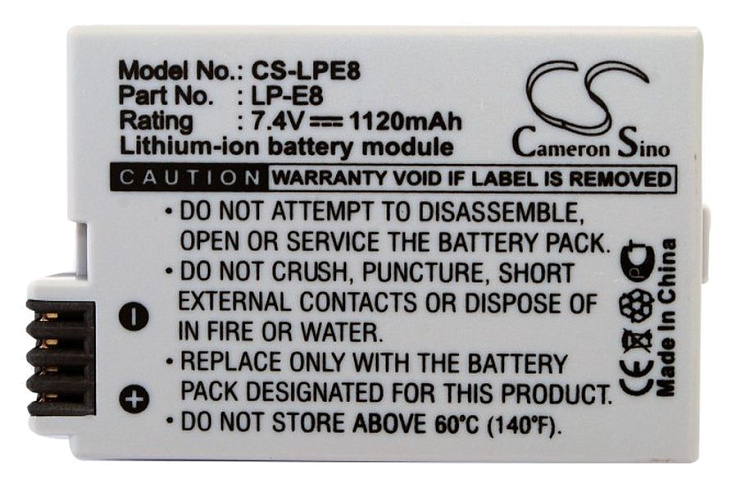 Model No.: CS-LPE8
Part No. : LP-E8
Rating : 7.4V 1120mAh
Lithium-ion battery module
CS
Cameron Sino
CAUTION WARRANTY VOID IF LABEL IS REMOVED
• DO NOT ATTEMPT TO DISASSEMBLE,
OPEN OR SERVICE THE BATTERY PACK.
• DO NOT CRUSH, PUNCTURE, SHORT
EXTERNAL CONTACTS OR DISPOSE OF
IN FIRE OR WATER.
• REPLACE ONLY WITH THE BATTERY
PACK DESIGNATED FOR THIS PRODUCT.
• DO NOT STORE ABOVE 60°C (140°F).
−
+
CE
PCT
Made in China